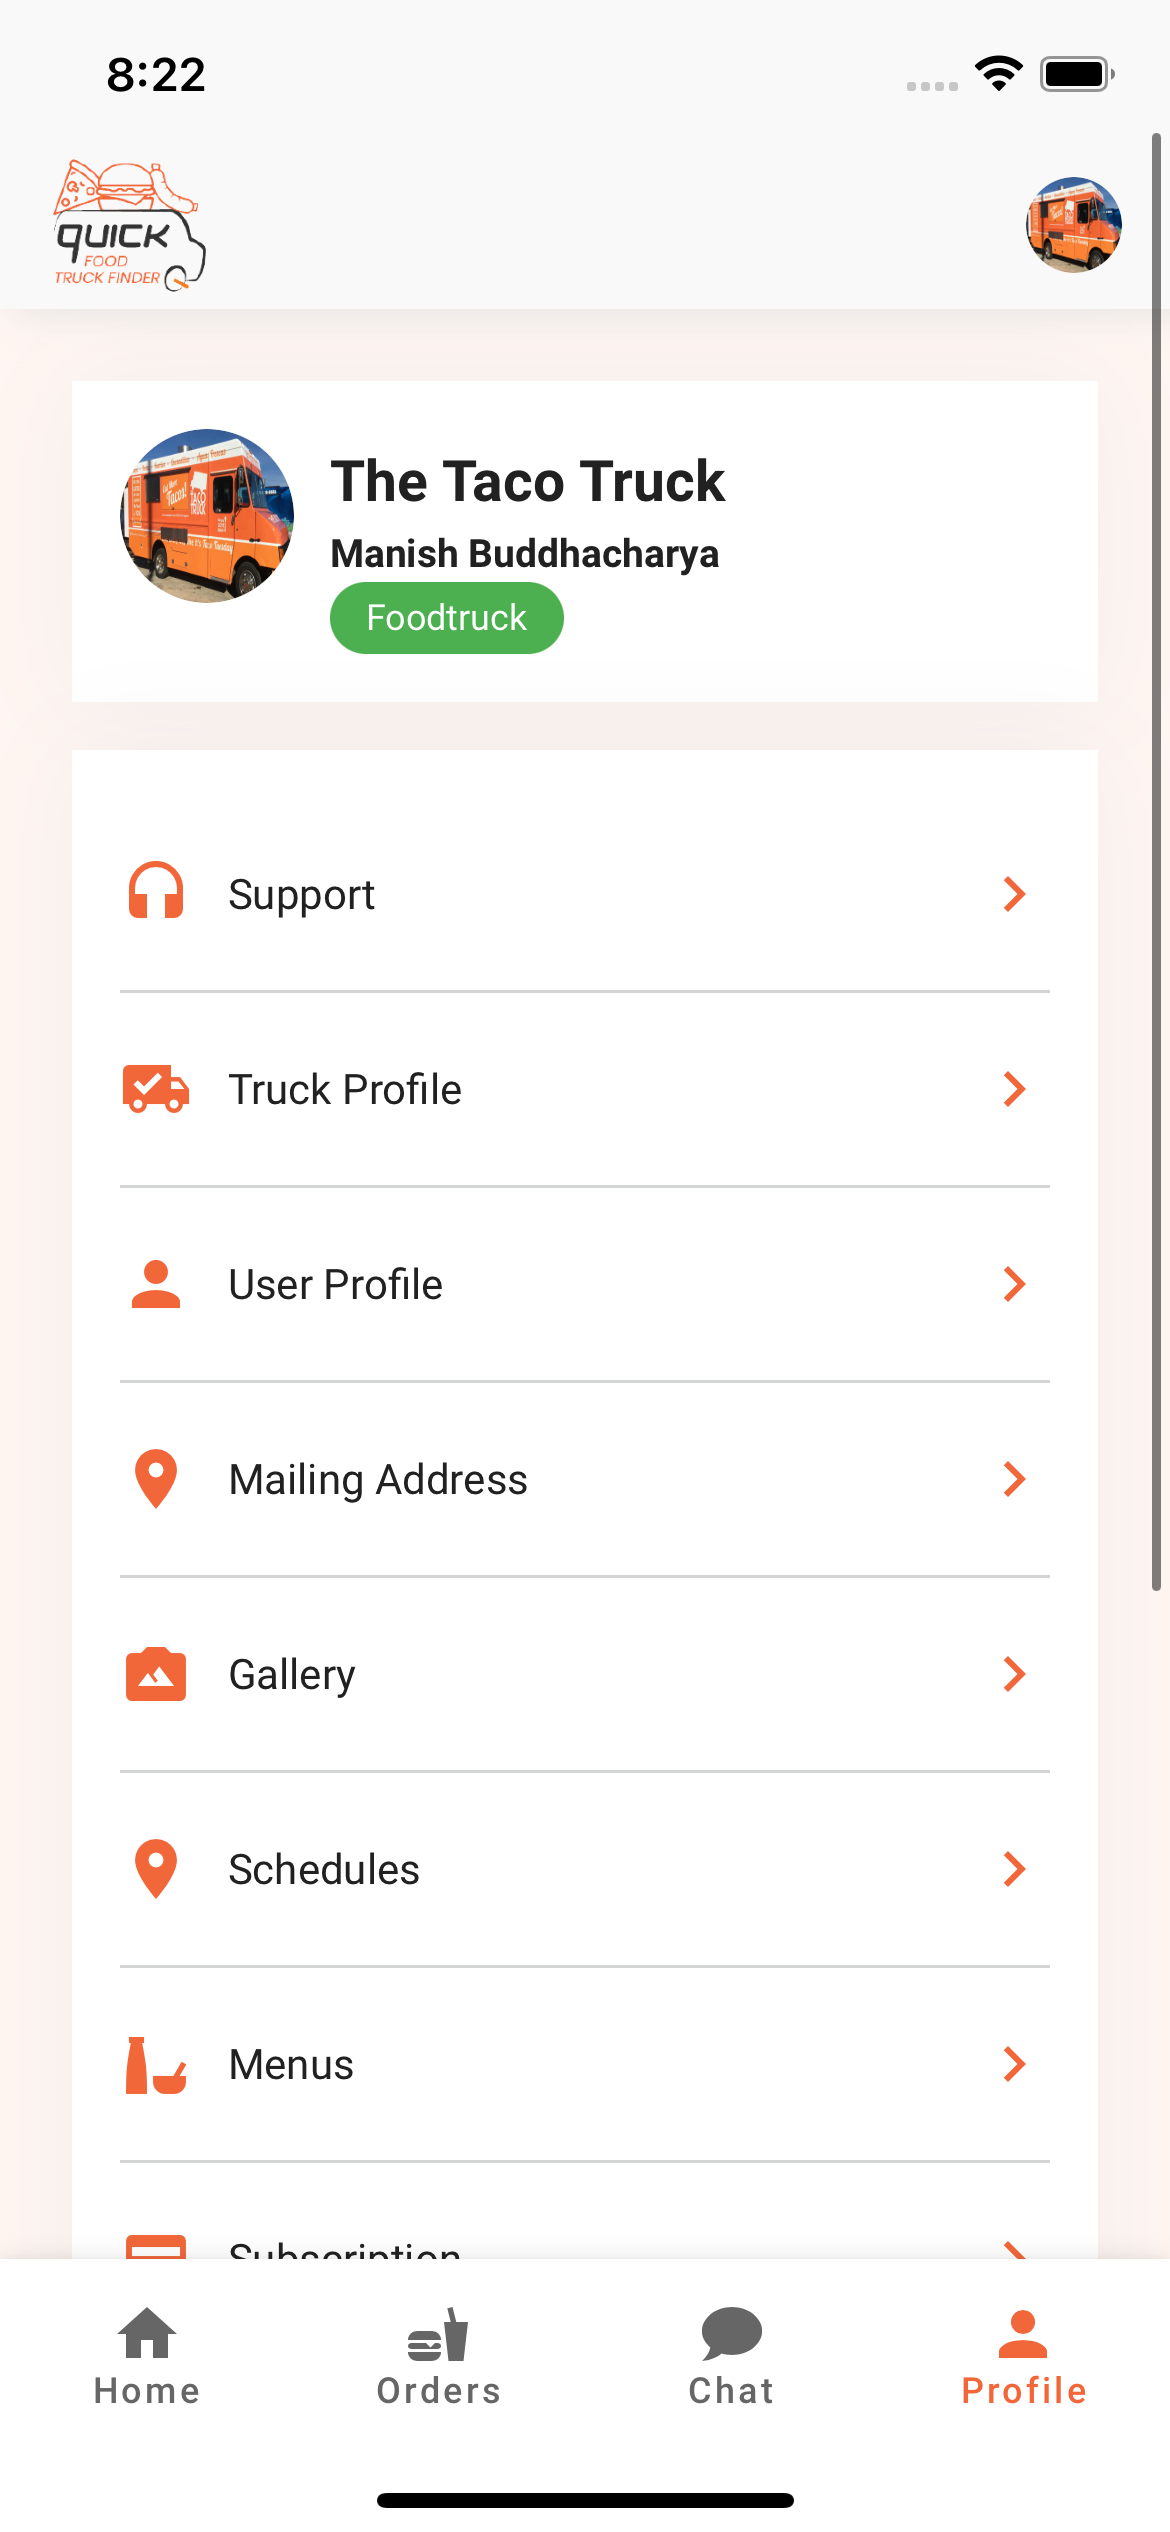 8:22
QUICK
FOOD
TRUCK FINDER
The Taco Truck
Manish Buddhacharya
Foodtruck
Support
Truck Profile
User Profile
Mailing Address
Gallery
Schedules
Menus
Subscription
Home
Orders
Chat
Profile